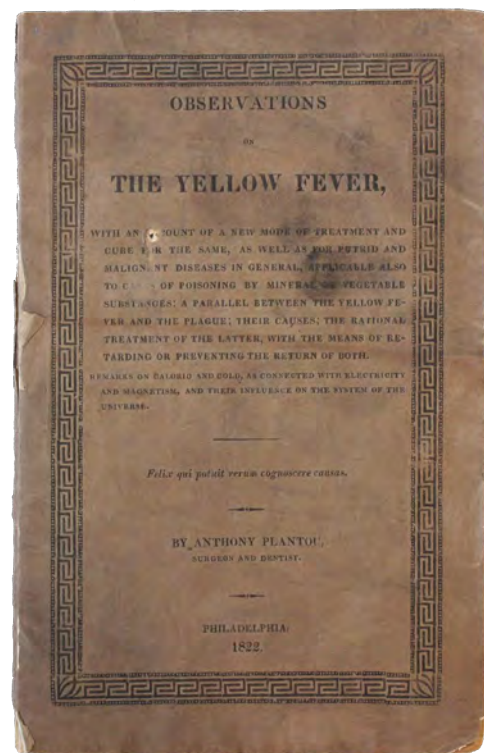 OBSERVATIONS
ON
THE YELLOW FEVER,
WITH AN COUNT OF A NEW MODE OF TREATMENT AND
CURE FOR THE SAME, AS WELL AS FOR PUTRID AND
MALIGNANT DISEASES IN GENERAL, APPLICABLE ALSO
TO OF POISONING BY MINERAL OR VEGETABLE
SUBSTANCES; A PARALLEL BETWEEN THE YELLOW FE-
VER AND THE PLAGUE; THEIR CAUSES; THE RATIONAL
TREATMENT OF THE LATTER, WITH THE MEANS OF RE-
TARDING OR PREVENTING THE RETURN OF BOTH.
REMARKS ON CALORIC AND COLD, AS CONNECTED WITH ELECTRICITY
AND MAGNETISM, AND THEIR INFLUENCE ON THE SYSTEM OF THE
UNIVERSE.
Felix qui potuit rerum cognoscere causas.
BY ANTHONY PLANTOU,
SURGEON AND DENTIST.
PHILADELPHIA:
1822.